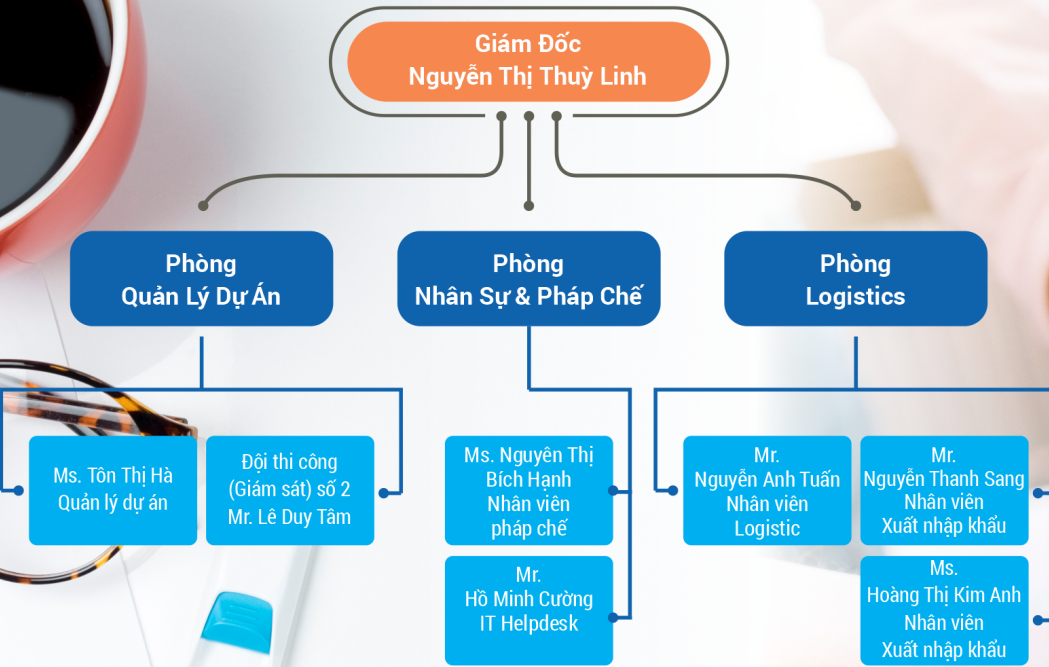 Giám Đốc
Nguyễn Thị Thuỳ Linh
Phòng
Quản Lý Dự Án
Phòng
Nhân Sự & Pháp Chế
Phòng
Logistics
Ms. Tôn Thị Hà
Quản lý dự án
Đội thi công
(Giám sát) số 2
Mr. Lê Duy Tâm
Ms. Nguyên Thị
Bích Hạnh
Nhân viên
pháp chế
Mr.
Hồ Minh Cường
IT Helpdesk
Mr.
Nguyễn Anh Tuấn
Nhân viên
Logistic
Mr.
Nguyễn Thanh Sang
Nhân viên
Xuất nhập khẩu
Ms.
Hoàng Thị Kim Anh
Nhân viên
Xuất nhập khẩu